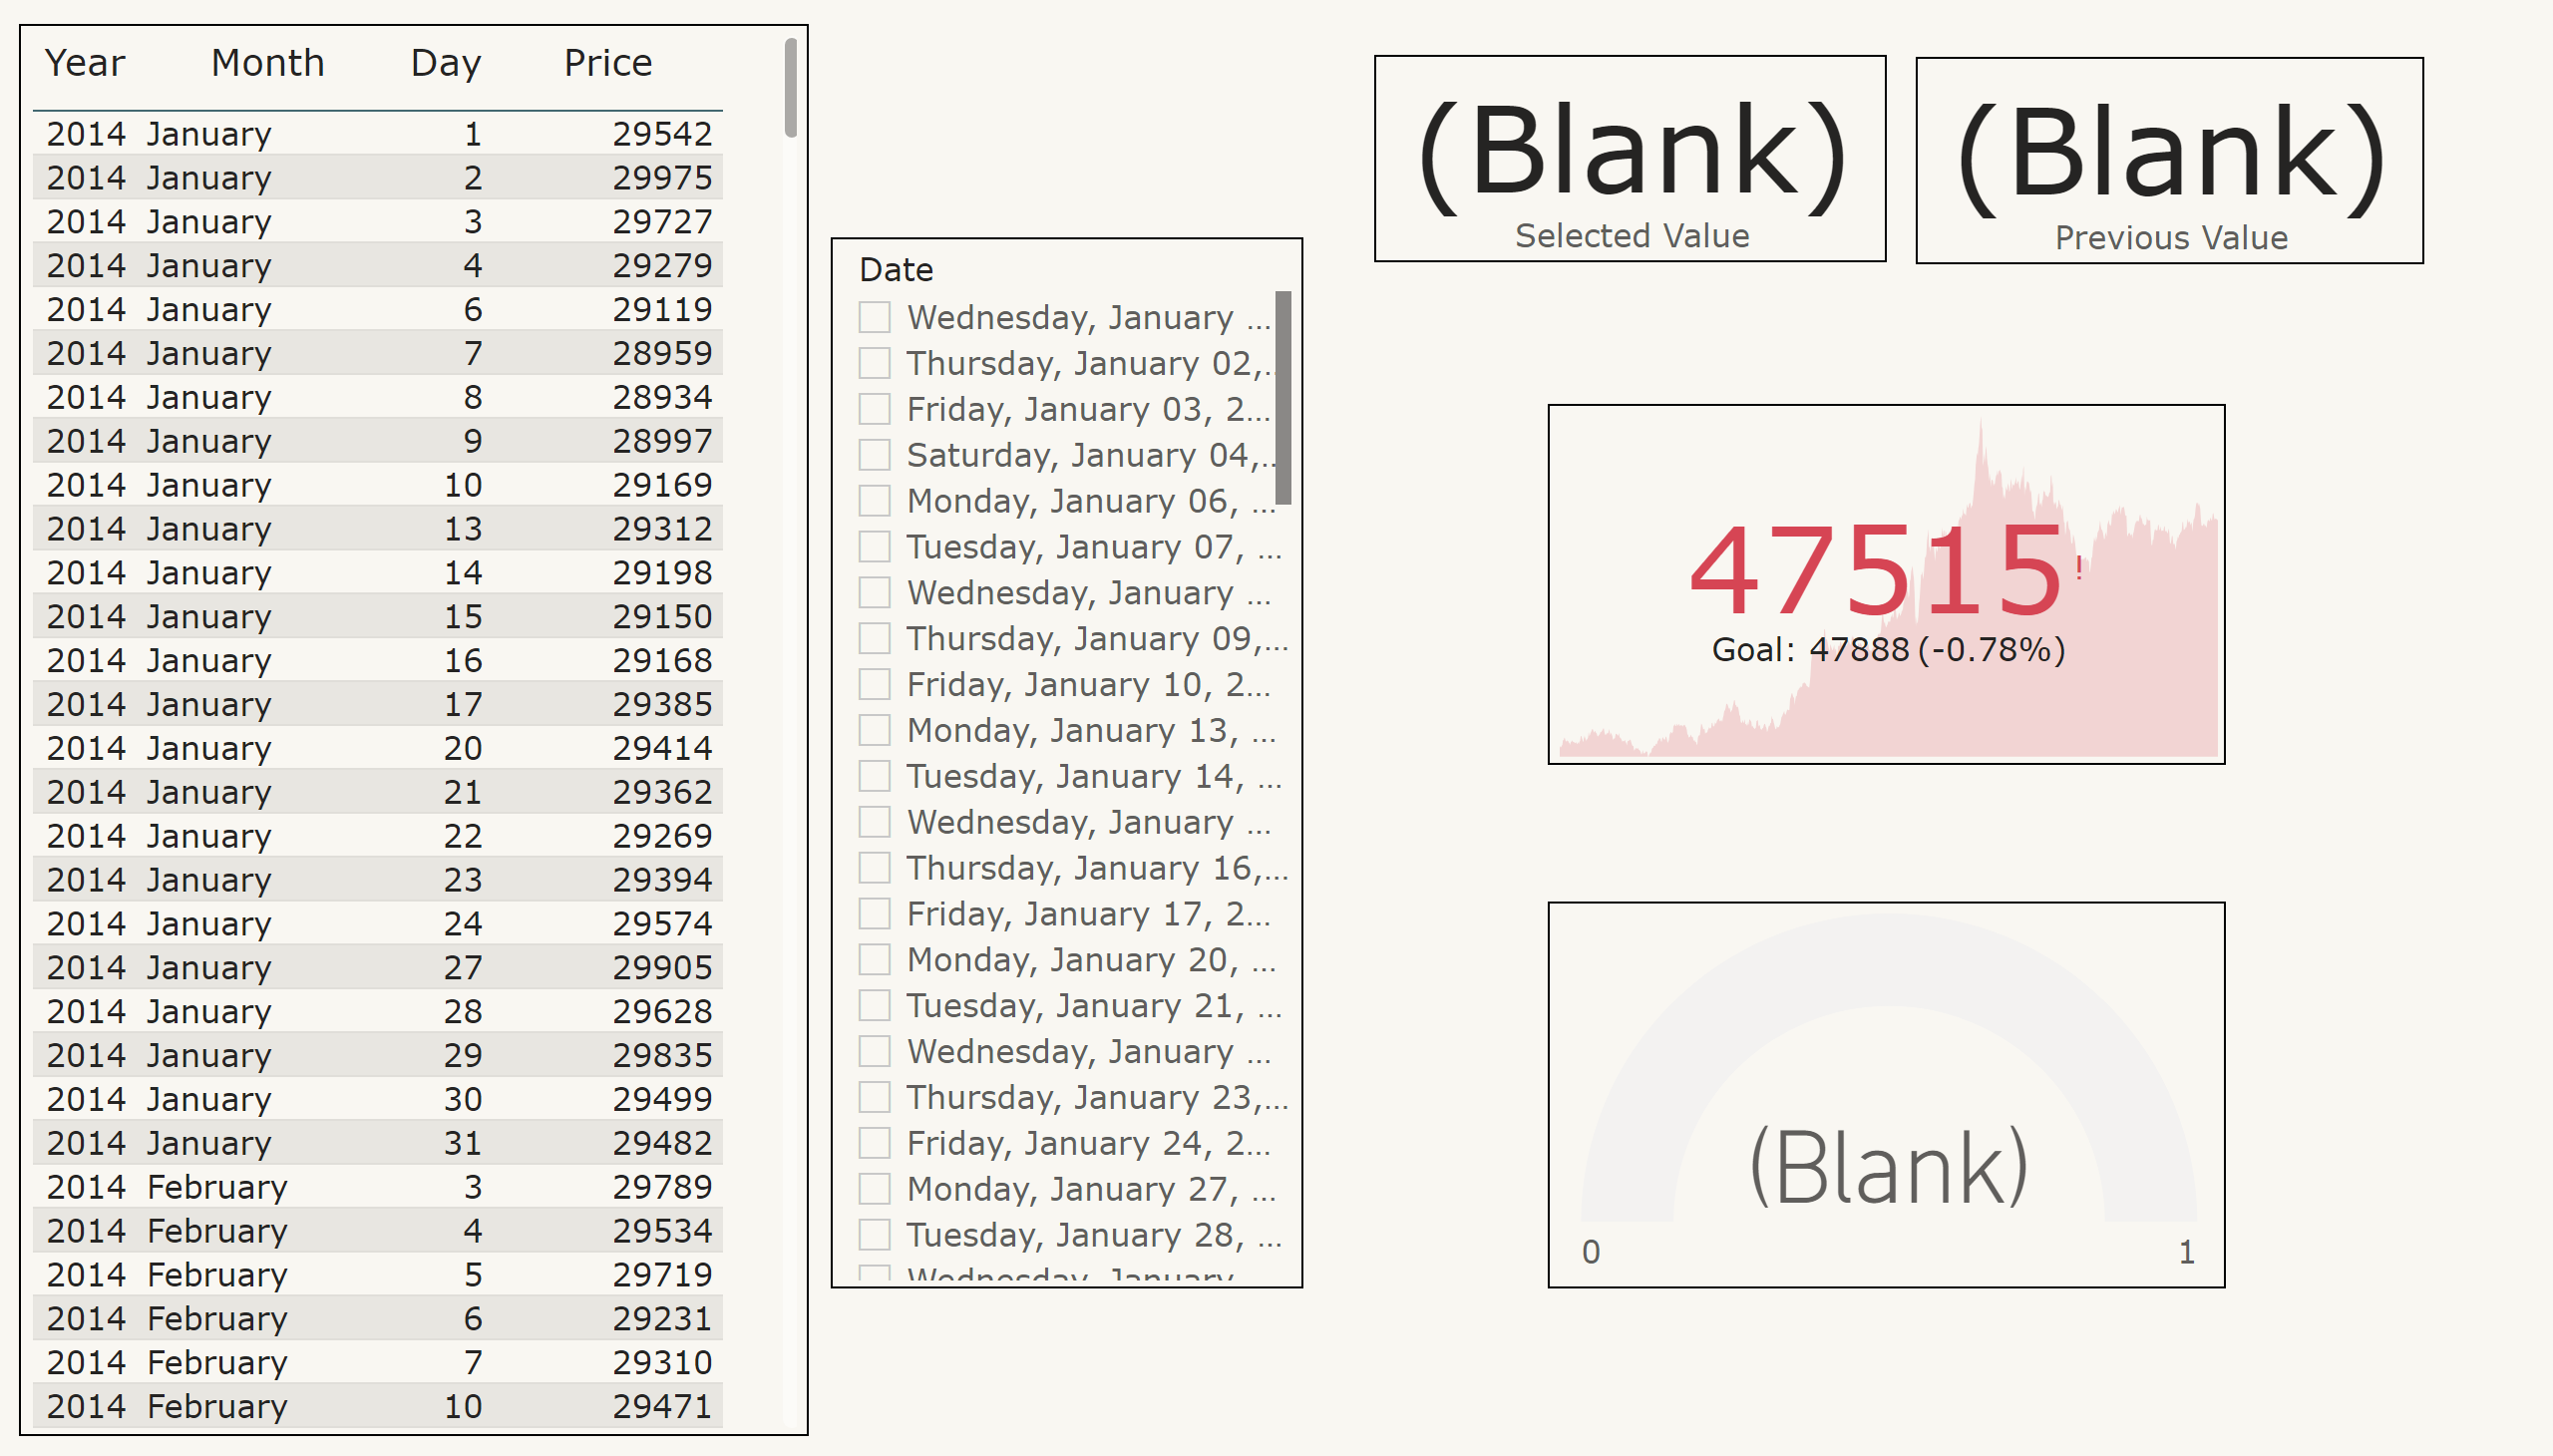 Year Month Day Price
2014 January 1 29542
2014 January 2 29975
2014 January 3 29727
2014 January 4 29279
2014 January 6 29119
2014 January 7 28959
2014 January 8 28934
2014 January 9 28997
2014 January 10 29169
2014 January 13 29312
2014 January 14 29198
2014 January 15 29150
2014 January 16 29168
2014 January 17 29385
2014 January 20 29414
2014 January 21 29362
2014 January 22 29269
2014 January 23 29394
2014 January 24 29574
2014 January 27 29905
2014 January 28 29628
2014 January 29 29835
2014 January 30 29499
2014 January 31 29482
2014 February 3 29789
2014 February 4 29534
2014 February 5 29719
2014 February 6 29231
2014 February 7 29310
2014 February 10 29471
Date
Wednesday, January ...
Thursday, January 02,...
Friday, January 03, 2...
Saturday, January 04,...
Monday, January 06, ...
Tuesday, January 07, ...
Wednesday, January ...
Thursday, January 09,...
Friday, January 10, 2...
Monday, January 13, ...
Tuesday, January 14, ...
Wednesday, January ...
Thursday, January 16,...
Friday, January 17, 2...
Monday, January 20, ...
Tuesday, January 21, ...
Wednesday, January ...
Thursday, January 23,...
Friday, January 24, 2...
Monday, January 27, ...
Tuesday, January 28, ...
Wednesday, January
(Blank)
Selected Value
(Blank)
Previous Value
47515!
Goal: 47888 (-0.78%)
(Blank)
0 1